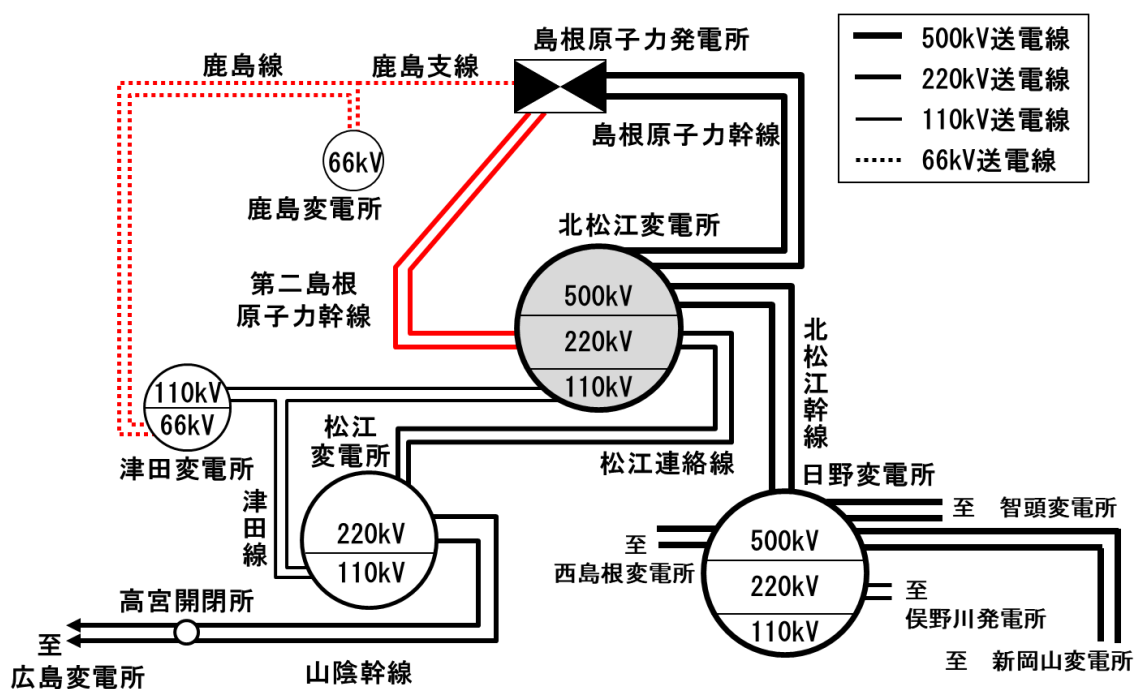 島根原子力発電所
500kV送電線
220kV送電線
110kV送電線
66kV送電線
鹿島線
鹿島支線
島根原子力幹線
66kV
鹿島変電所
北松江変電所
第二島根
原子力幹線
500kV
220kV
110kV
北松江幹線
110kV
66kV
津田変電所
松江
変電所
松江連絡線
日野変電所
津田線
220kV
110kV
至 智頭変電所
至
西島根変電所
500kV
220kV
110kV
至
俣野川発電所
高宮開閉所
至
広島変電所
山陰幹線
至 新岡山変電所